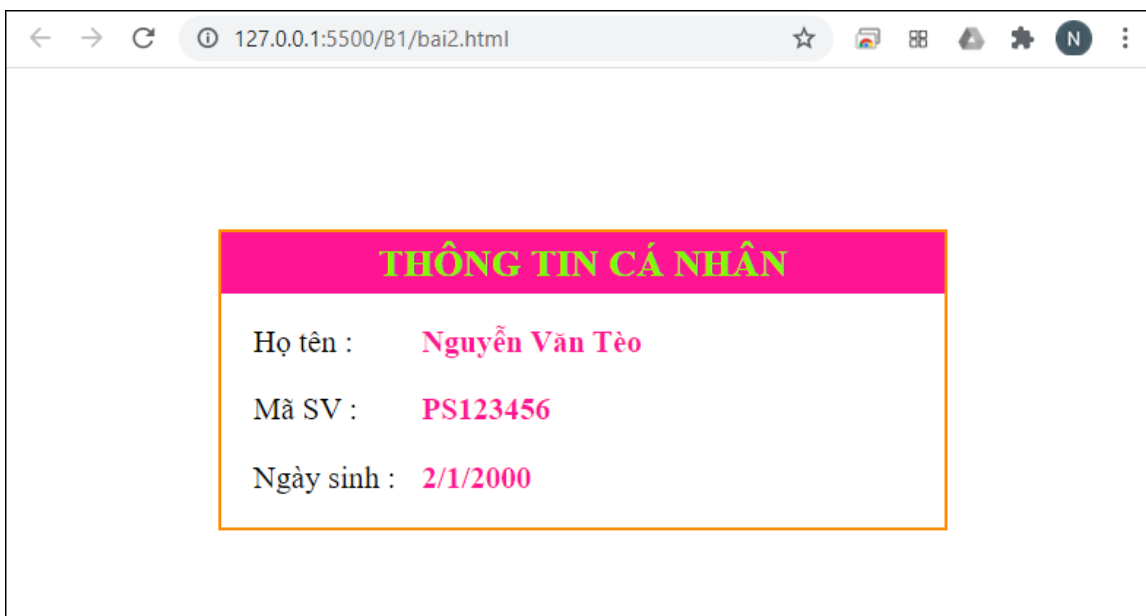 127.0.0.1:5500/B1/bai2.html
N
THÔNG TIN CÁ NHÂN
Họ tên : Nguyễn Văn Tèo
Mã SV : PS123456
Ngày sinh : 2/1/2000